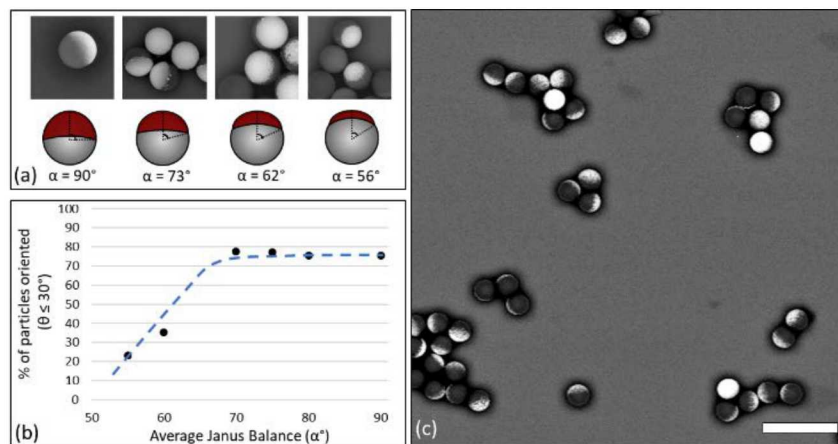 (a)
α = 90° α = 73° α = 62° α = 56°
100
90
80
70
60
50
40
30
20
10
0
50 60 70 80 90
% of particles oriented
(θ ≤ 30°)
Average Janus Balance (α°)
(b)
(c)